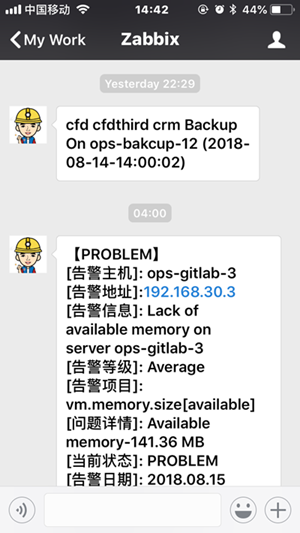 中国移动 14:42 44%
My Work Zabbix
Yesterday 22:29
cfd cfdthird crm Backup
On ops-bakcup-12 (2018-
08-14-14:00:02)
04:00
【PROBLEM】
[告警主机]: ops-gitlab-3
[告警地址]:192.168.30.3
[告警信息]: Lack of
available memory on
server ops-gitlab-3
[告警等级]: Average
[告警项目]:
vm.memory.size[available]
[问题详情]: Available
memory-141.36 MB
[当前状态]: PROBLEM
[告警日期]: 2018.08.15